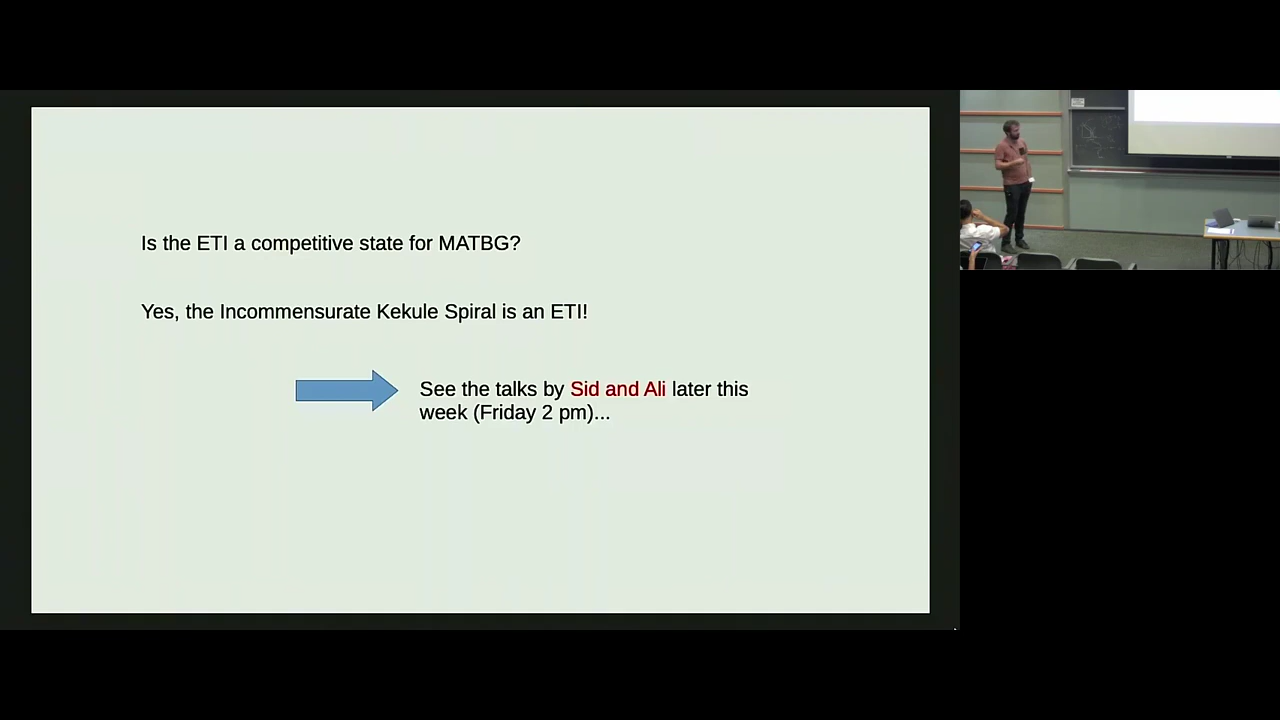 Is the ETI a competitive state for MATBG?
Yes, the Incommensurate Kekule Spiral is an ETI!
See the talks by Sid and Ali later this
week (Friday 2 pm)...